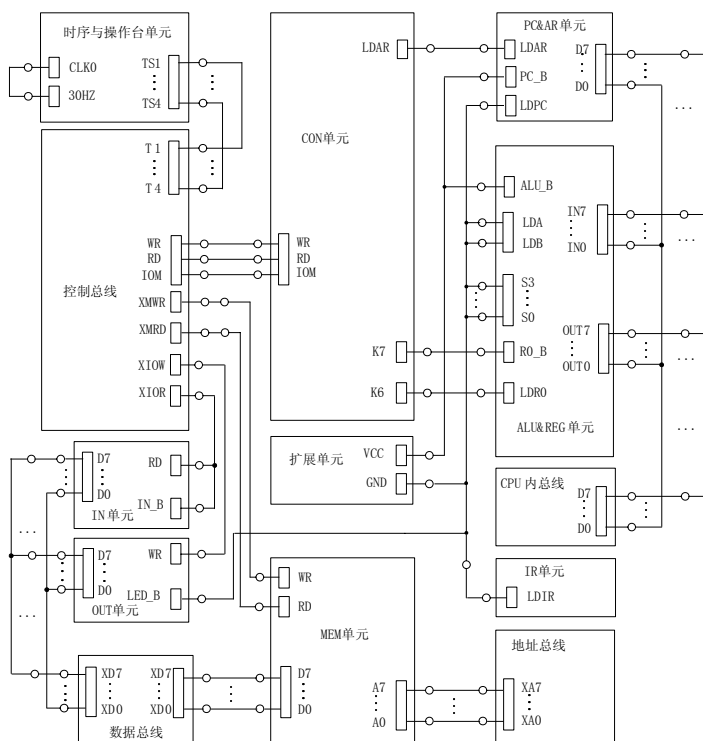 时序与操作台单元
CLK0
30HZ
TS1
TS4
T1
T4
WR
RD
IOM
控制总线
XMWR
XMRD
XIOW
XIOR
D7
D0
RD
IN_B
IN单元
D7
D0
WR
LED_B
OUT单元
XD7
XD0
XD7
XD0
数据总线
LDAR
CON单元
WR
RD
IOM
K7
K6
扩展单元
VCC
GND
WR
RD
MEM单元
D7
D0
A7
A0
PC&AR单元
LDAR
PC_B
LDPC
D7
D0
ALU_B
LDA
LDB
IN7
IN0
S3
S0
OUT7
OUT0
R0_B
LDR0
ALU&REG单元
CPU内总线
D7
D0
IR单元
LDIR
地址总线
XA7
XA0